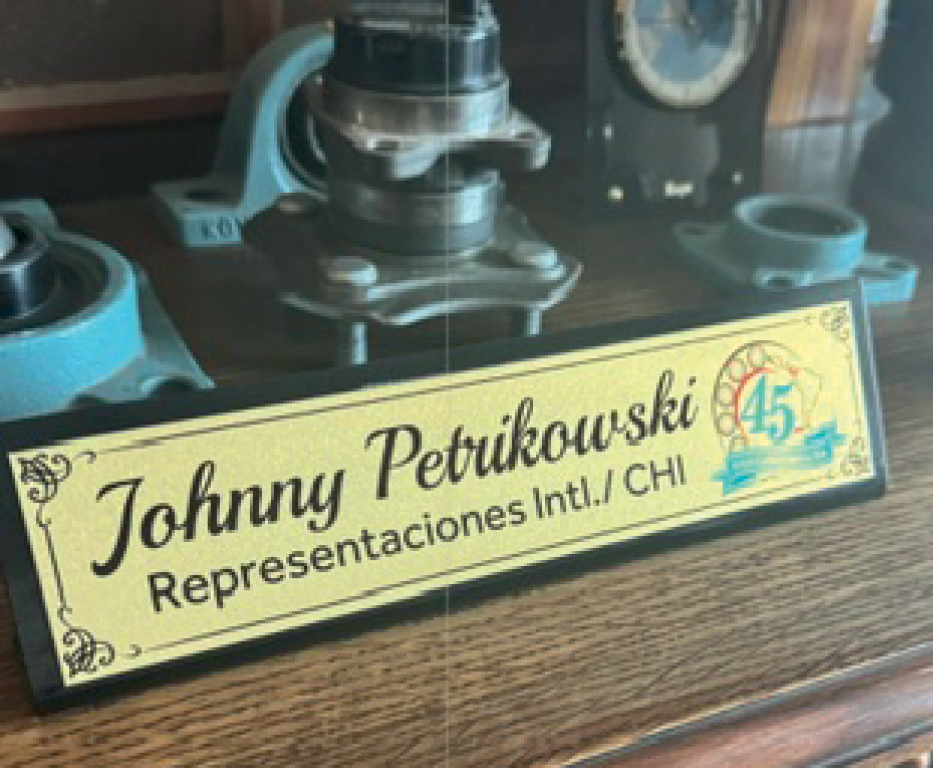 Johnny Petrikowski
Representaciones Intl./ CHI
45